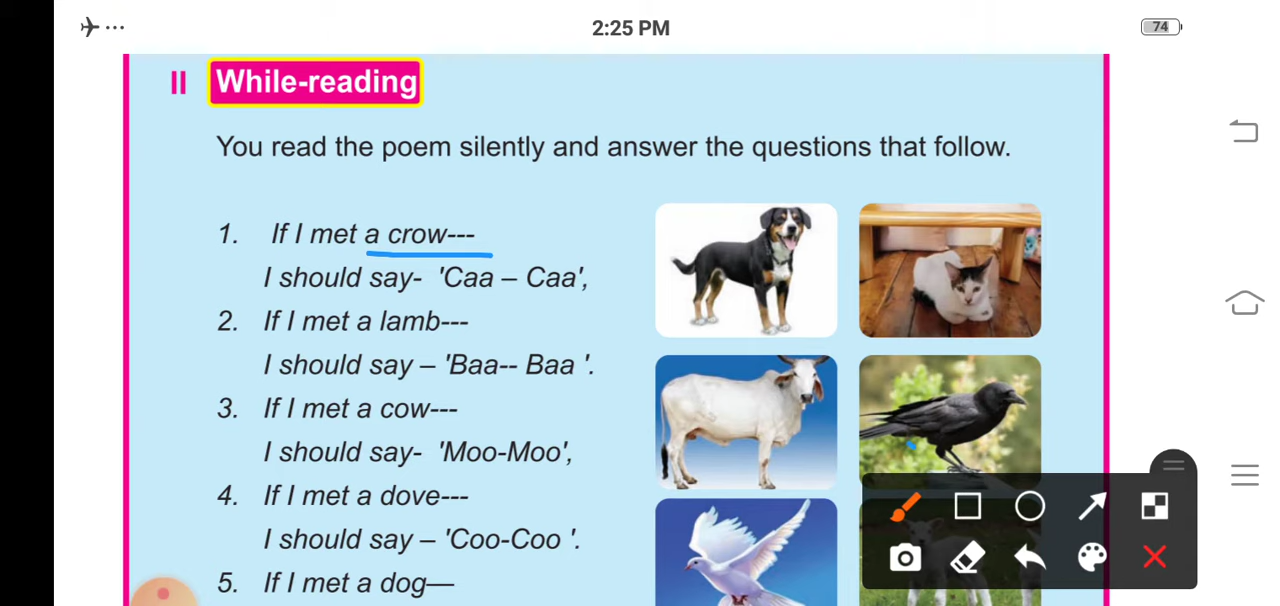 2:25 PM
74
II While-reading
You read the poem silently and answer the questions that follow.
1. If I met a crow---
I should say- 'Caa – Caa',
2. If I met a lamb---
I should say – 'Baa-- Baa '.
3. If I met a cow---
I should say- 'Moo-Moo',
4. If I met a dove---
I should say – 'Coo-Coo '.
5. If I met a dog—